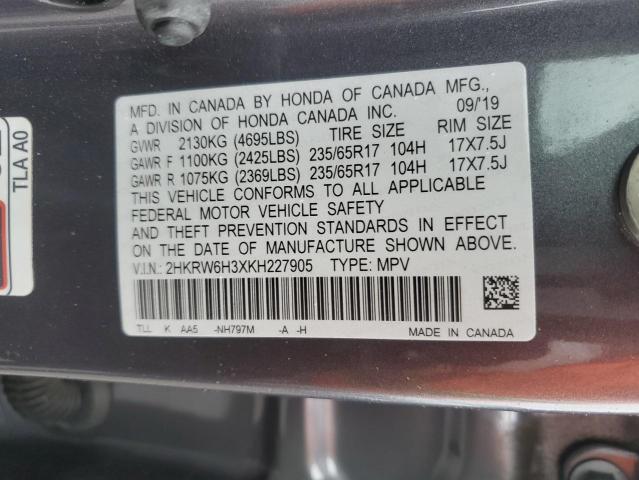 MFD. IN CANADA BY HONDA OF CANADA MFG.,
A DIVISION OF HONDA CANADA INC. 09/'19
GVWR 2130KG (4695LBS) TIRE SIZE RIM SIZE
GAWR F 1100KG (2425LBS) 235/65R17 104H 17X7.5J
GAWR R 1075KG (2369LBS) 235/65R17 104H 17X7.5J
THIS VEHICLE CONFORMS TO ALL APPLICABLE
FEDERAL MOTOR VEHICLE SAFETY
AND THEFT PREVENTION STANDARDS IN EFFECT
ON THE DATE OF MANUFACTURE SHOWN ABOVE.
V.I.N.: 2HKRW6H3XKH227905 TYPE: MPV
TLL K AA5 -NH797M -A -H MADE IN CANADA
TLA A0